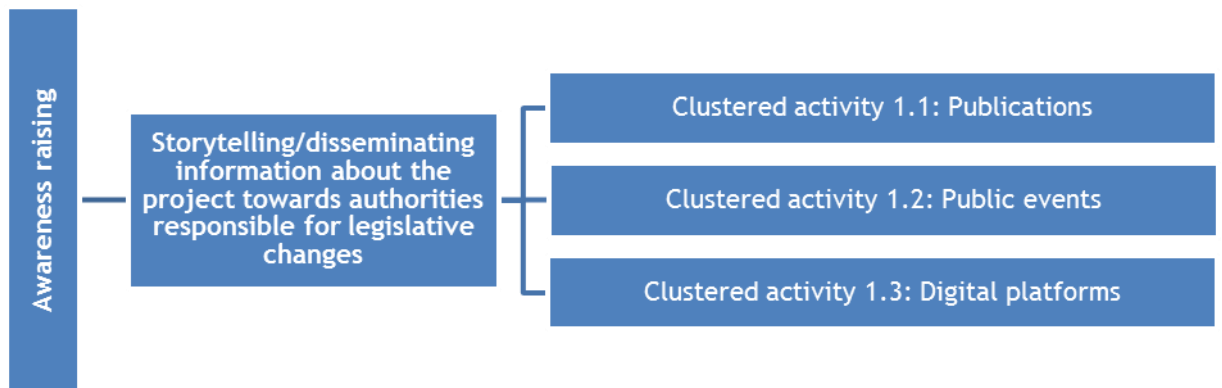 Awareness raising
Storytelling/disseminating
information about the
project towards authorities
responsible for legislative
changes
Clustered activity 1.1: Publications
Clustered activity 1.2: Public events
Clustered activity 1.3: Digital platforms